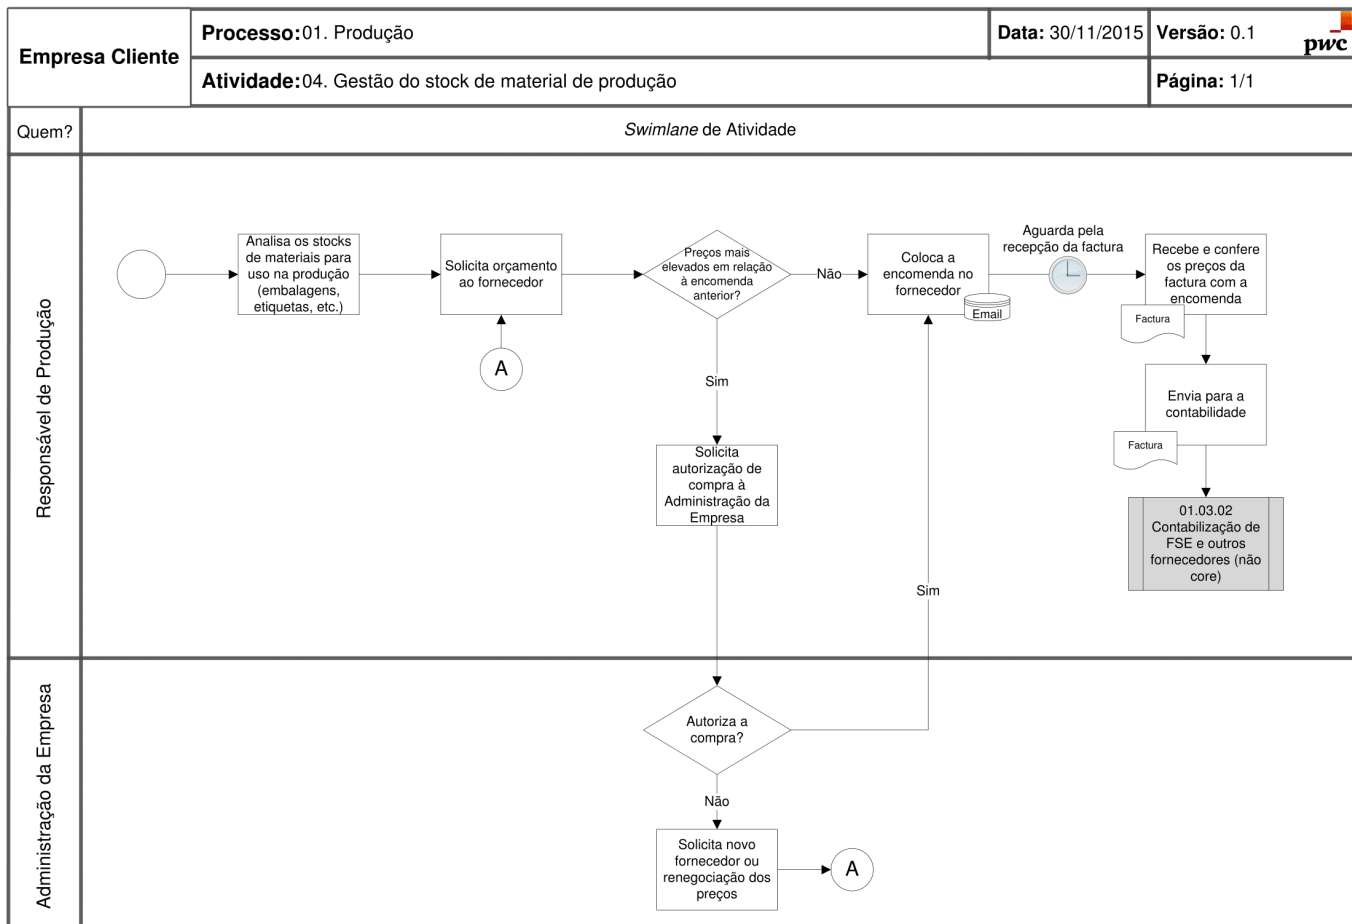 Empresa Cliente
Processo: 01. Produção
Data: 30/11/2015
Versão: 0.1
pwc
Atividade: 04. Gestão do stock de material de produção
Página: 1/1
Quem?
Swimlane de Atividade
Responsável de Produção
Analisa os stocks
de materiais para
uso na produção
(embalagens,
etiquetas, etc.)
Solicita orçamento
ao fornecedor
A
Preços mais
elevados em relação
à encomenda
anterior?
Não
Sim
Coloca a
encomenda no
fornecedor
Email
Aguarda pela
recepção da factura
Recebe e confere
os preços da
factura com a
encomenda
Factura
Envia para a
contabilidade
Factura
01.03.02
Contabilização de
FSE e outros
fornecedores (não
core)
Solicita
autorização de
compra à
Administração da
Empresa
Sim
Administração da Empresa
Autoriza a
compra?
Não
Solicita novo
fornecedor ou
renegociação dos
preços
A